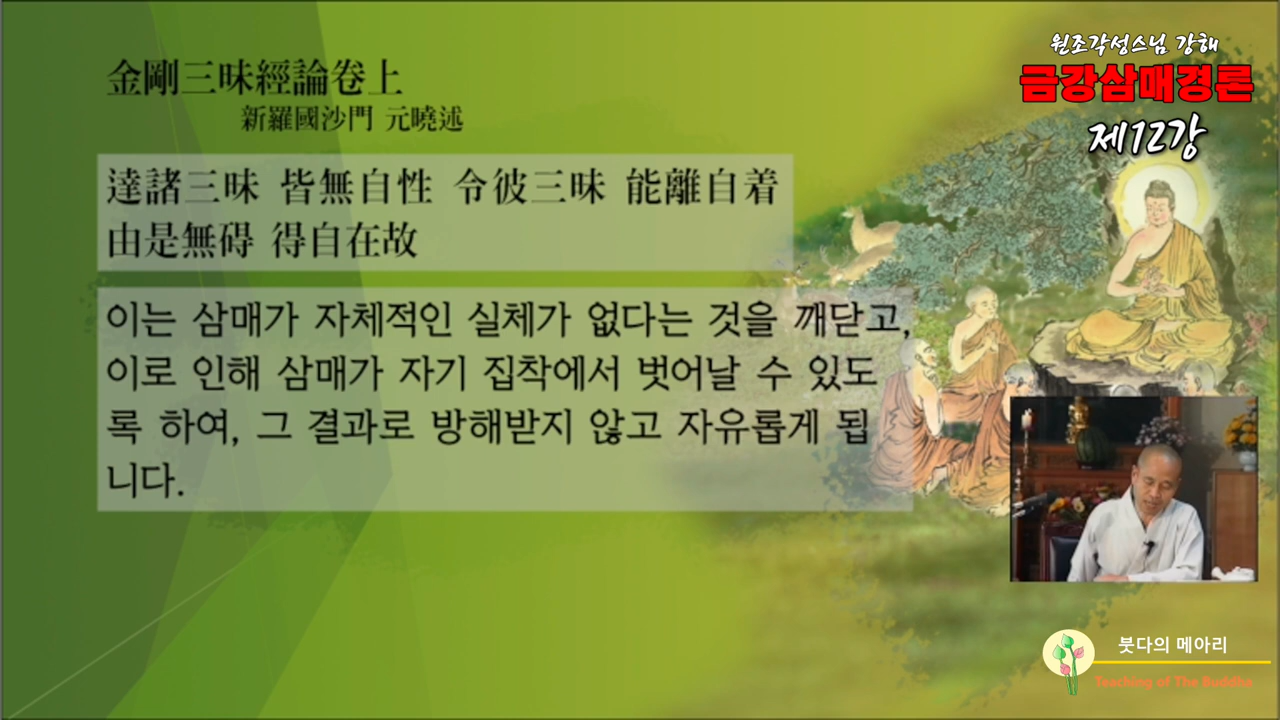 金剛三昧經論卷上
新羅國沙門 元曉述
達諸三昧 皆無自性 令彼三昧 能離自着
由是無碍 得自在故
이는 삼매가 자체적인 실체가 없다는 것을 깨닫고,
이로 인해 삼매가 자기 집착에서 벗어날 수 있도
록 하여, 그 결과로 방해받지 않고 자유롭게 됩
니다.
원조각성스님 강해
금강삼매경론
제12강
붓다의 메아리
Teaching of The Buddha